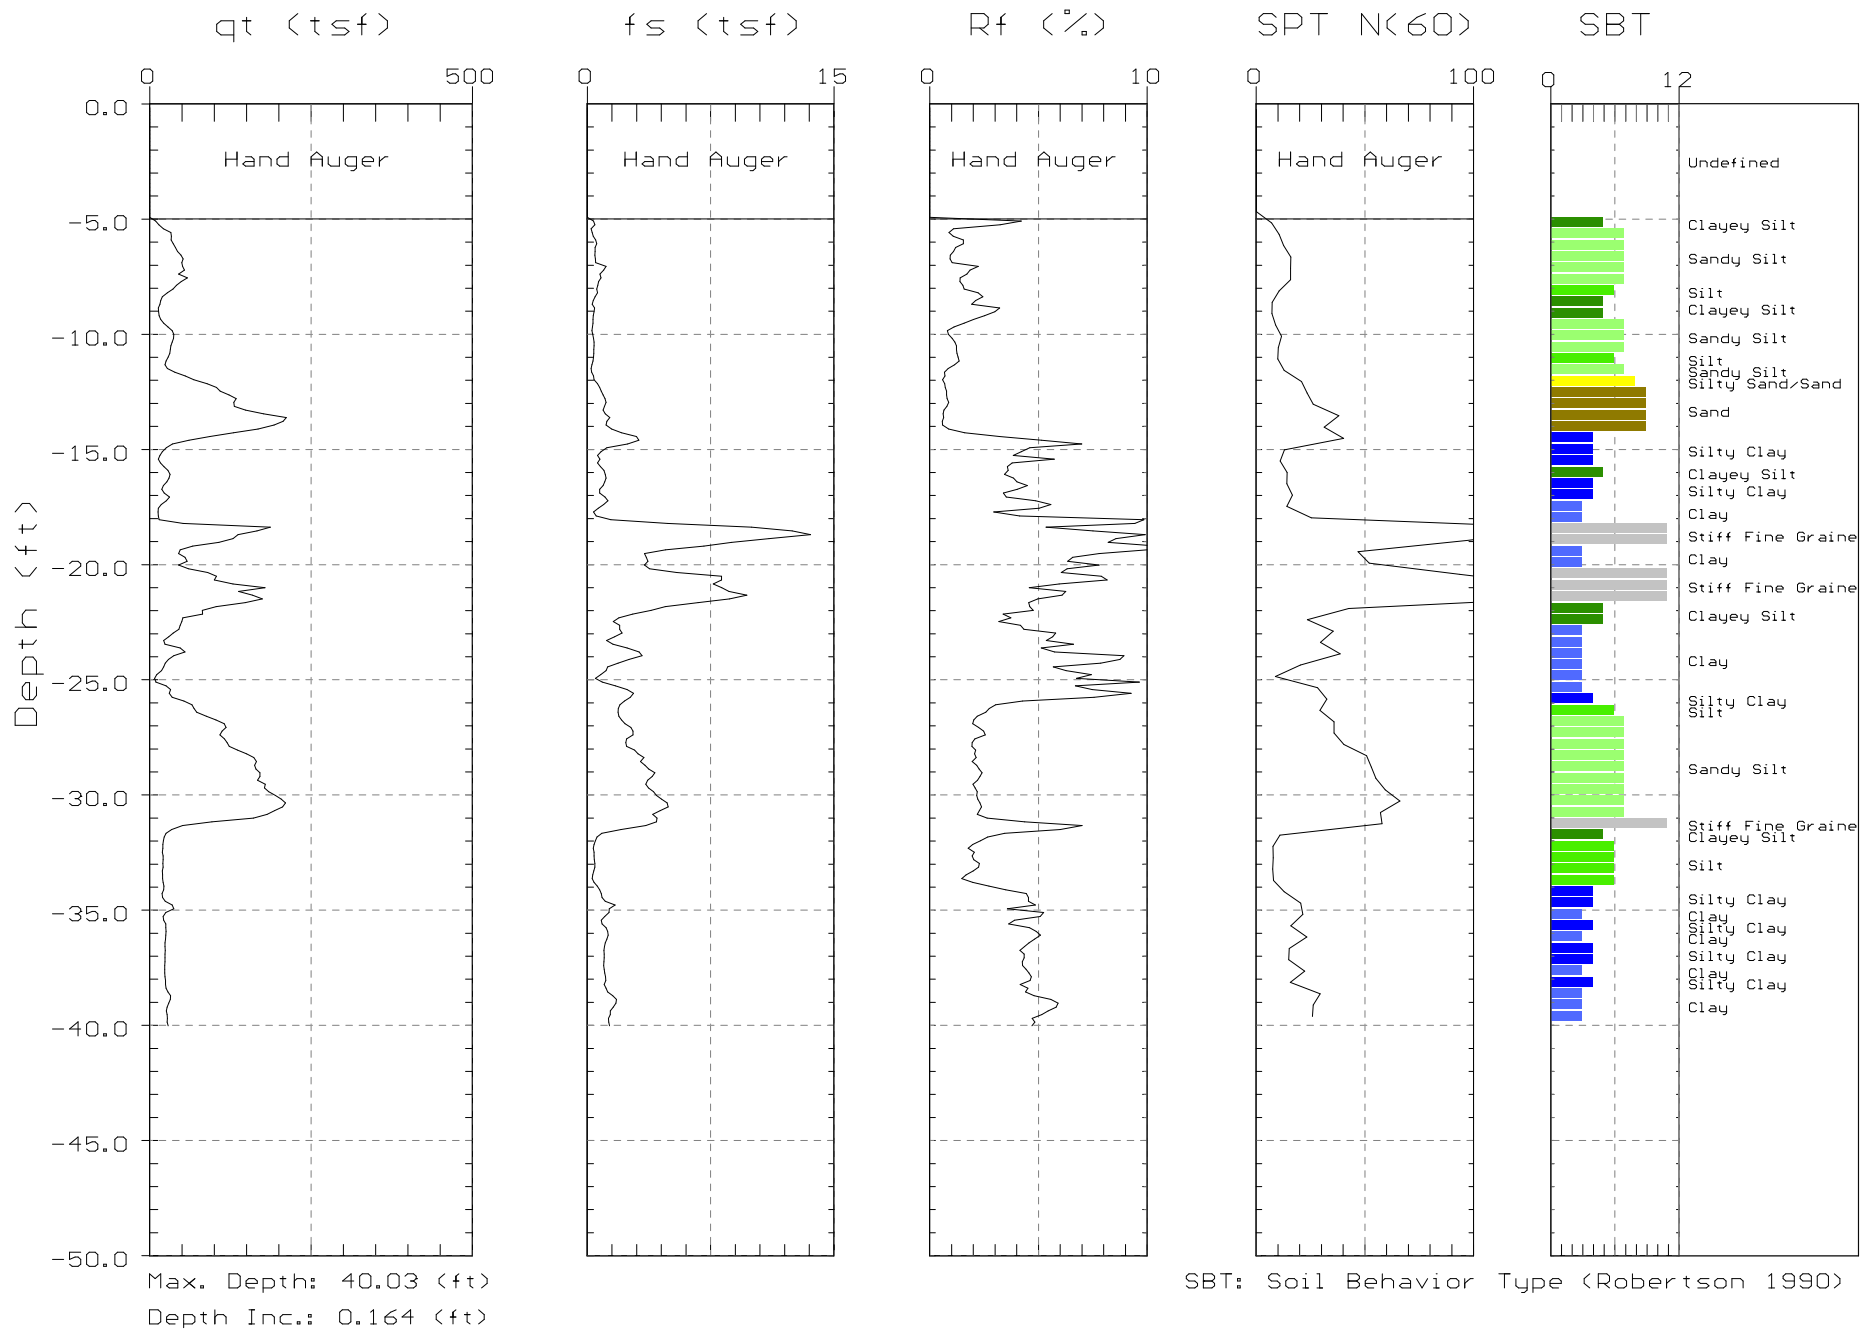 qt (tsf) fs (tsf) Rf (%) SPT N(60) SBT
0 500 0 15 0 10 0 100 0 12
0.0
Hand Auger Hand Auger Hand Auger Hand Auger Undefined
-5.0
Clayey Silt
Sandy Silt
Silt
Clayey Silt
-10.0
Sandy Silt
Silt
Sandy Silt
Silty Sand/Sand
Sand
-15.0
Silty Clay
Clayey Silt
Silty Clay
Clay
Stiff Fine Graine
Clay
-20.0
Stiff Fine Graine
Clayey Silt
Clay
-25.0
Silty Clay
Silt
Sandy Silt
-30.0
Stiff Fine Graine
Clayey Silt
Silt
Silty Clay
-35.0
Clay
Silty Clay
Clay
Silty Clay
Clay
Silty Clay
Clay
-40.0
-45.0
-50.0
Depth (ft)
Max. Depth: 40.03 (ft)
SBT: Soil Behavior Type (Robertson 1990)
Depth Inc.: 0.164 (ft)